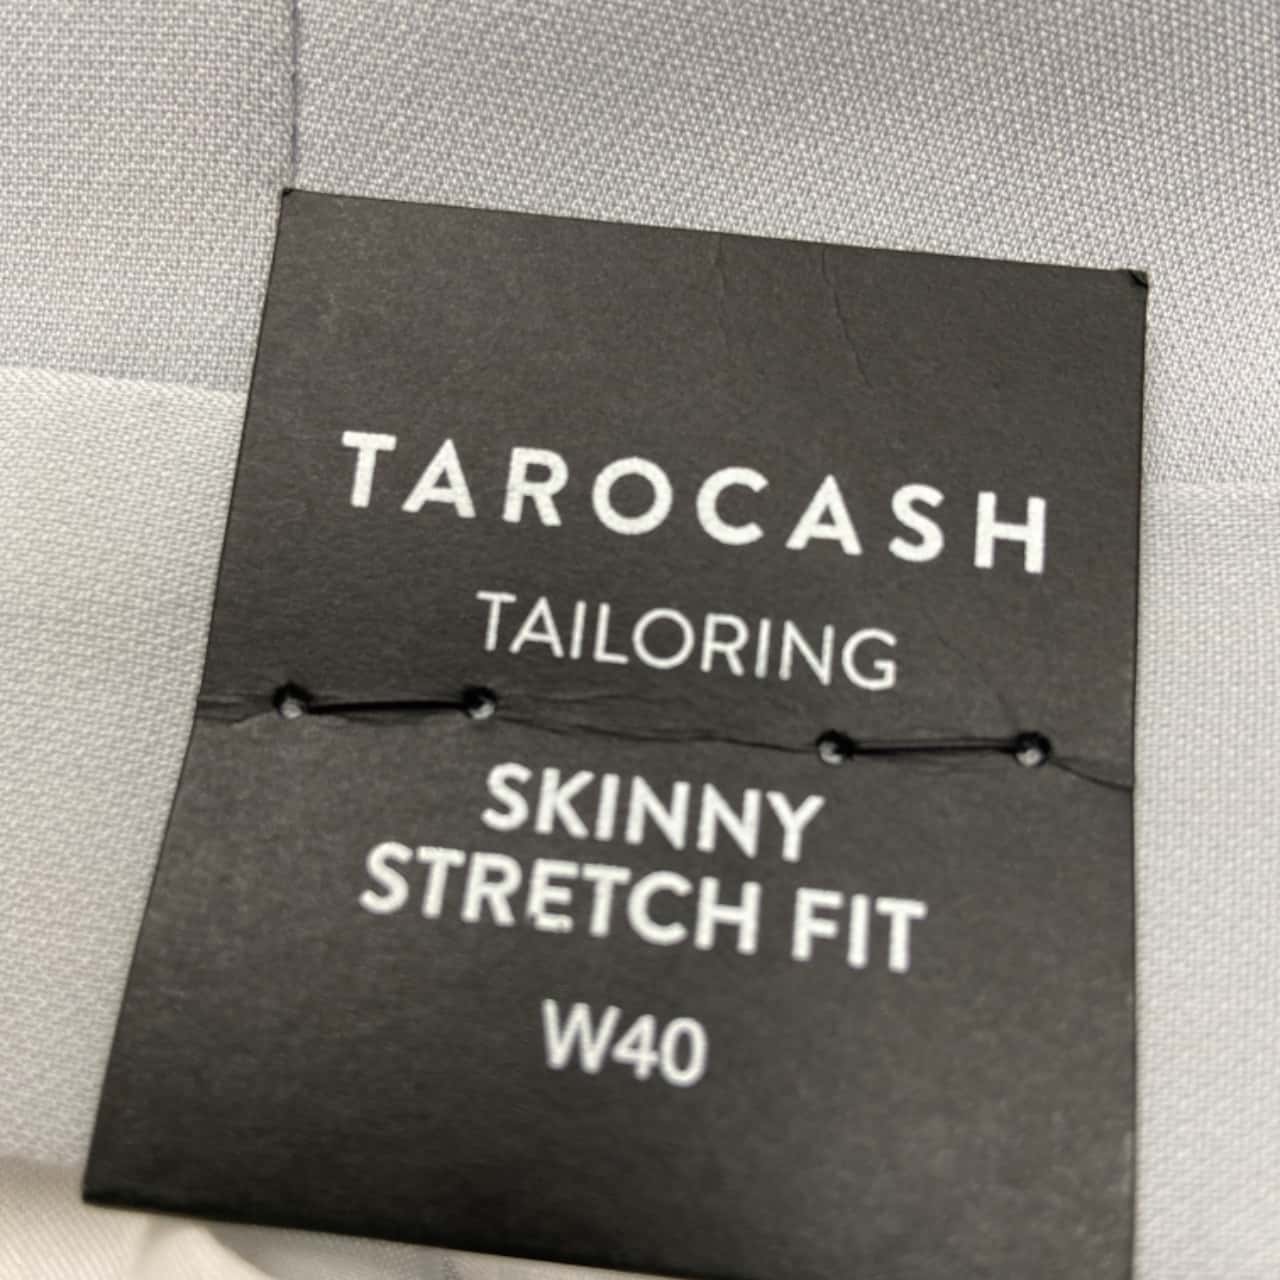 TAROCASH
TAILORING
SKINNY
STRETCH FIT
W40